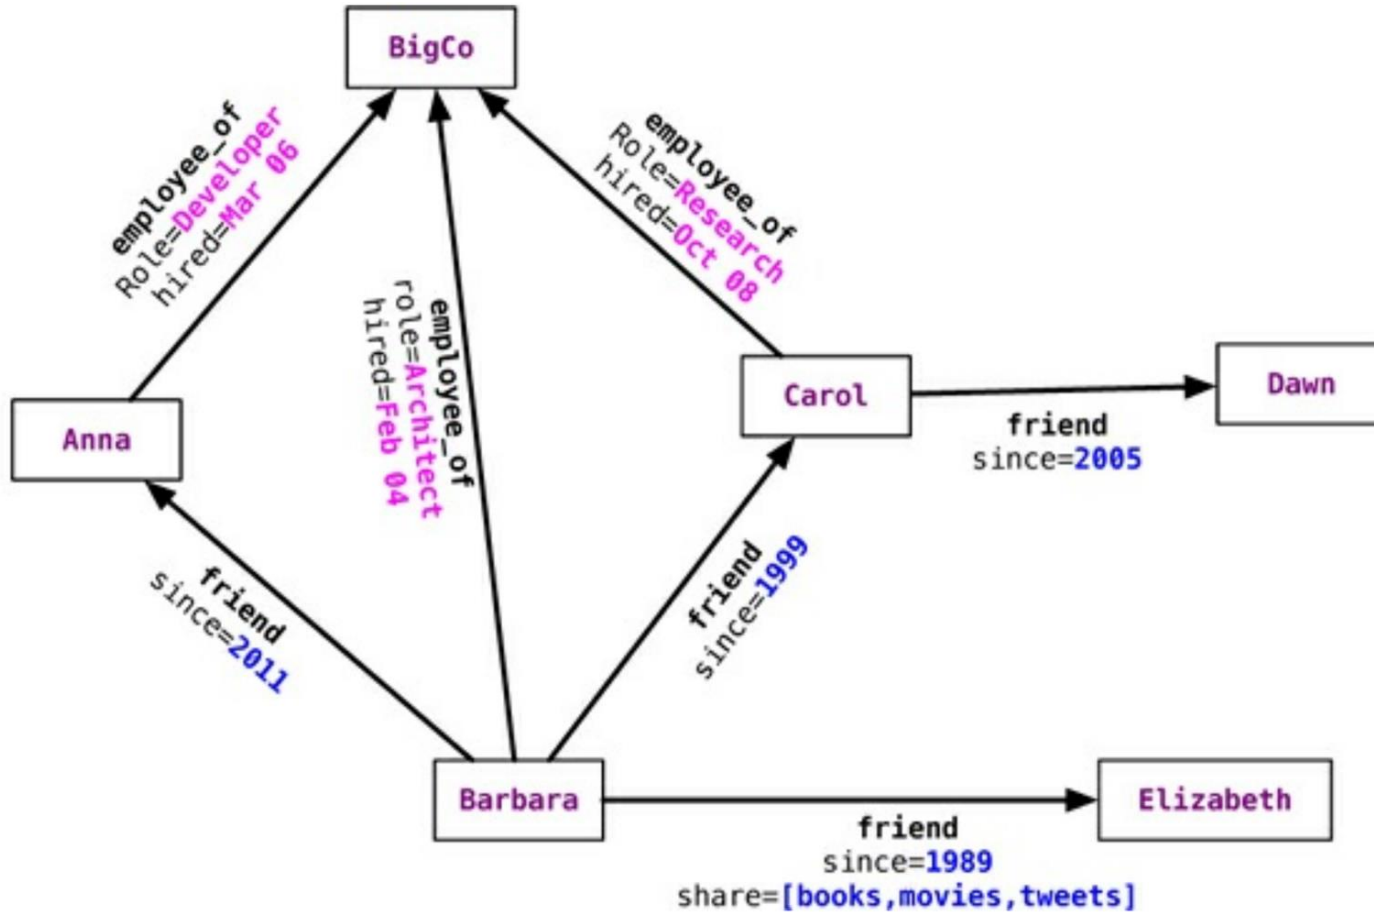 BigCo
employee_of
Role=Developer
hired=Mar 06
employee_of
Role=Research
hired=Oct 08
employee_of
role=Architect
hired=Feb 04
Anna
Carol
Dawn
friend
since=2005
friend
since=2011
friend
since=1999
Barbara
Elizabeth
friend
since=1989
share=[books,movies,tweets]